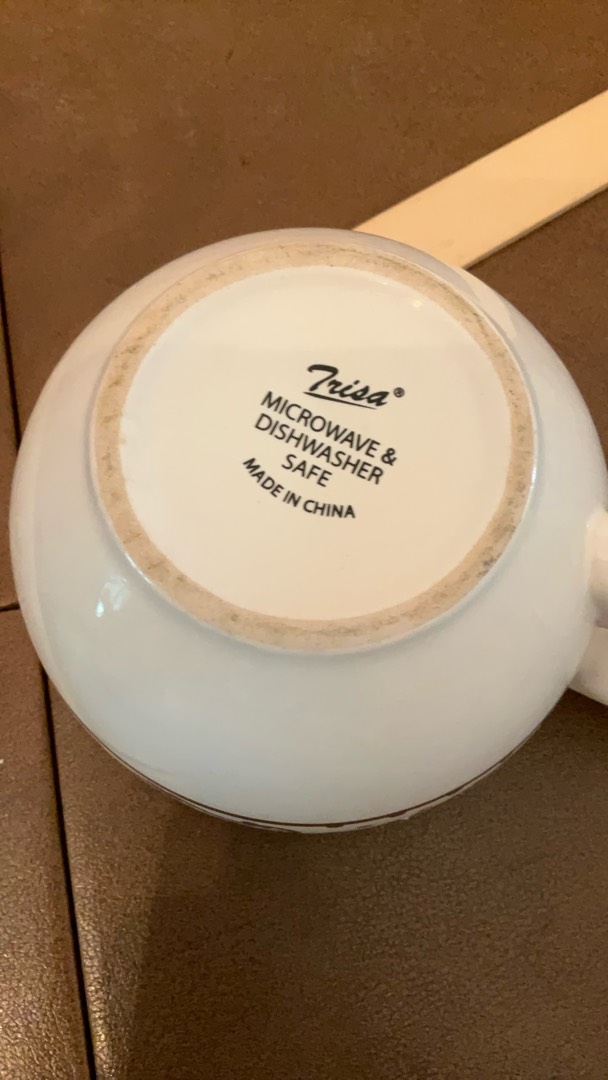 Trisa®
MICROWAVE &
DISHWASHER
SAFE
MADE IN CHINA